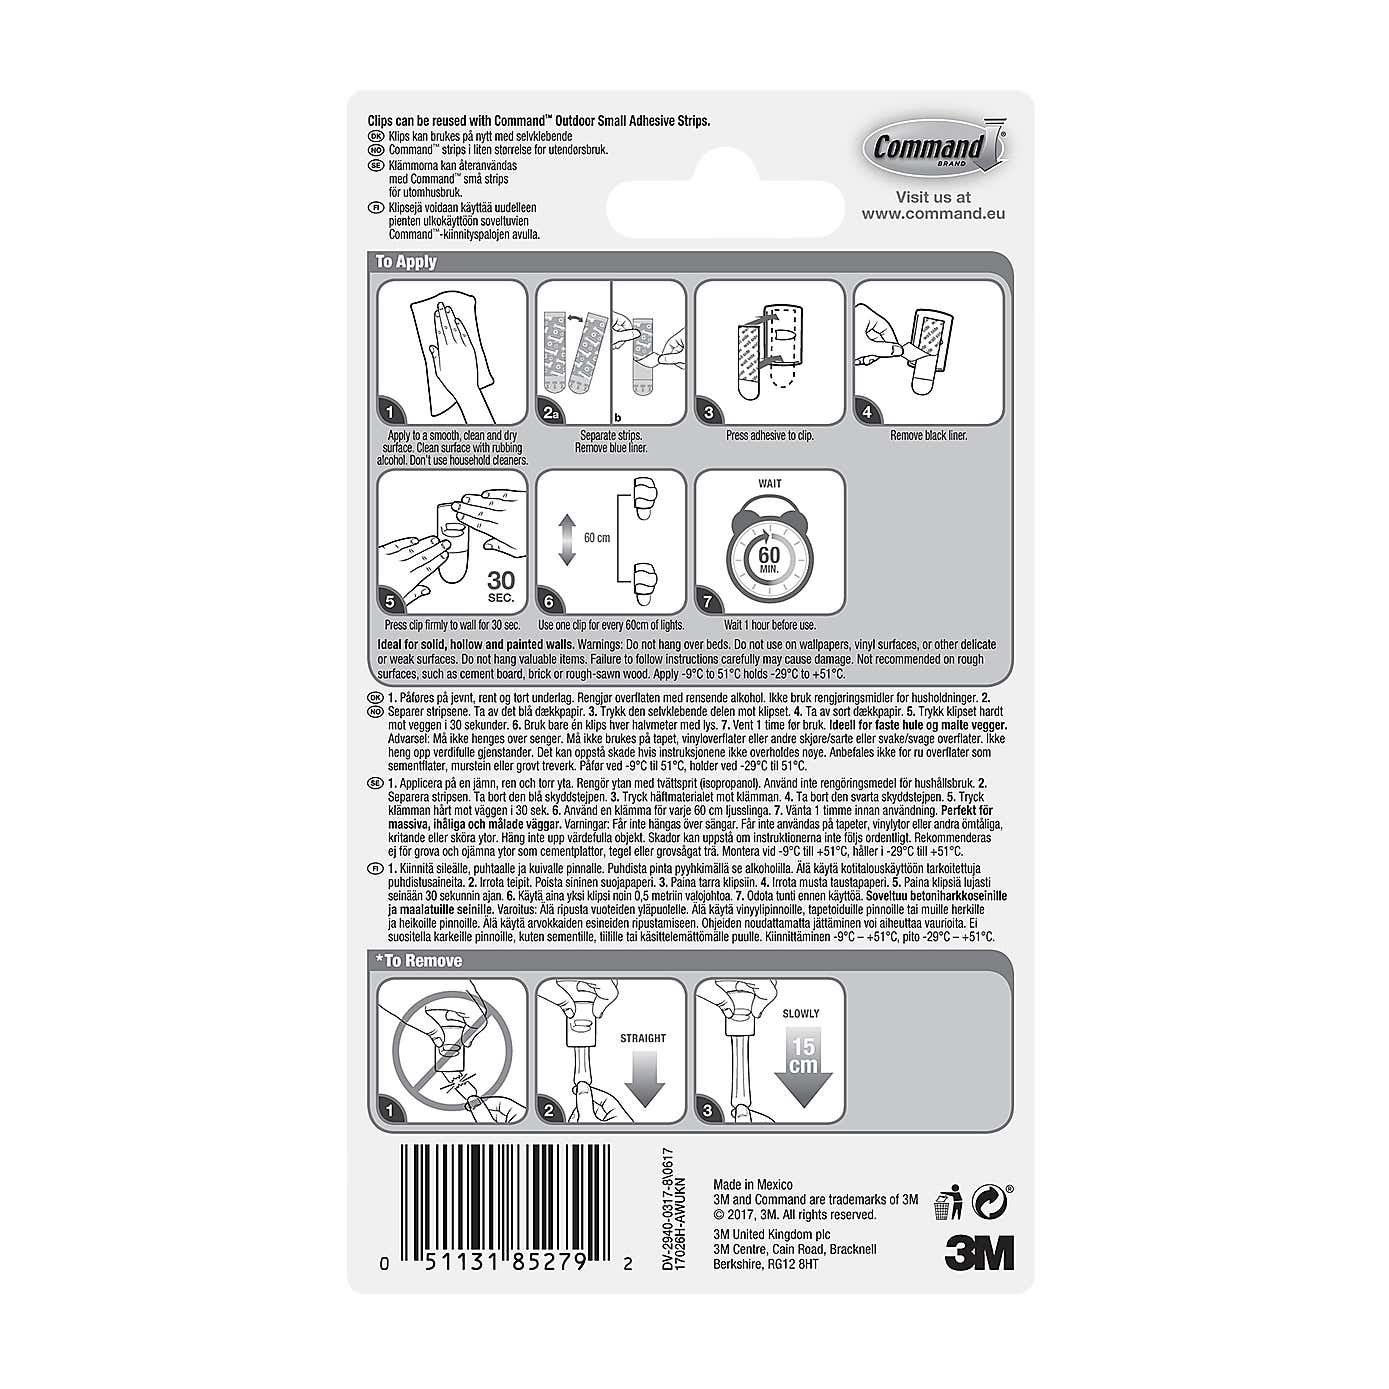 Clips can be reused with Command™ Outdoor Small Adhesive Strips.
DK Klips kan brukes på nytt med selvklebende
NO Command™ strips i liten størrelse for utendørsbruk.
SE Klämmorna kan återanvändas
med Command™ små strips
för utomhusbruk.
FI Klipsejä voidaan käyttää uudelleen
pienten ulkokäyttöön soveltuvien
Command™-kiinnityspalojen avulla.
Command®
BRAND
Visit us at
www.command.eu
To Apply
1
2a
b
3
4
Apply to a smooth, clean and dry
surface. Clean surface with rubbing
alcohol. Don't use household cleaners.
Separate strips.
Remove blue liner.
Press adhesive to clip.
Remove black liner.
30
SEC.
5
60 cm
6
WAIT
60
MIN.
7
Press clip firmly to wall for 30 sec.
Use one clip for every 60cm of lights.
Wait 1 hour before use.
Ideal for solid, hollow and painted walls. Warnings: Do not hang over beds. Do not use on wallpapers, vinyl surfaces, or other delicate
or weak surfaces. Do not hang valuable items. Failure to follow instructions carefully may cause damage. Not recommended on rough
surfaces, such as cement board, brick or rough-sawn wood. Apply -9°C to 51°C holds -29°C to +51°C.
DK 1. Påføres på jevnt, rent og tørt underlag. Rengjør overflaten med rensende alkohol. Ikke bruk rengjøringsmidler for husholdninger. 2.
NO Separer stripsene. Ta av det blå dækkpapir. 3. Trykk den selvklebende delen mot klipset. 4. Ta av sort dækkpapir. 5. Trykk klipset hardt
mot veggen i 30 sekunder. 6. Bruk bare én klips hver halvmeter med lys. 7. Vent 1 time før bruk. Ideell for faste hule og malte vegger.
Advarsel: Må ikke henges over senger. Må ikke brukes på tapet, vinyloverflater eller andre skjøre/sarte eller svake/svage overflater. Ikke
heng opp verdifulle gjenstander. Det kan oppstå skade hvis instruksjonene ikke overholdes nøye. Anbefales ikke for ru overflater som
sementflater, murstein eller grovt treverk. Påfør ved -9°C til 51°C, holder ved -29°C til 51°C.
SE 1. Applicera på en jämn, ren och torr yta. Rengör ytan med tvättsprit (isopropanol). Använd inte rengöringsmedel för hushållsbruk. 2.
Separera stripsen. Ta bort den blå skyddstejpen. 3. Tryck häftmaterialet mot klämman. 4. Ta bort den svarta skyddstejpen. 5. Tryck
klämman hårt mot väggen i 30 sek. 6. Använd en klämma för varje 60 cm ljusslinga. 7. Vänta 1 timme innan användning. Perfekt för
massiva, ihåliga och målade väggar. Varningar: Får inte hängas över sängar. Får inte användas på tapeter, vinylytor eller andra ömtåliga,
kritande eller sköra ytor. Häng inte upp värdefulla objekt. Skador kan uppstå om instruktionerna inte följs ordentligt. Rekommenderas
ej för grova och ojämna ytor som cementplattor, tegel eller grovsågat trä. Montera vid -9°C till +51°C, håller i -29°C till +51°C.
FI 1. Kiinnitä sileälle, puhtaalle ja kuivalle pinnalle. Puhdista pinta pyyhkimällä se alkoholilla. Älä käytä kotitalouskäyttöön tarkoitettuja
puhdistusaineita. 2. Irrota teipit. Poista sininen suojapaperi. 3. Paina tarra klipsiin. 4. Irrota musta taustapaperi. 5. Paina klipsiä lujasti
seinään 30 sekunnin ajan. 6. Käytä aina yksi klipsi noin 0,5 metriin valojohtoa. 7. Odota tunti ennen käyttöä. Soveltuu betoniharkkoseinille
ja maalatuille seinille. Varoitus: Älä ripusta vuoteiden yläpuolelle. Älä käytä vinyylipinnoille, tapetoiduille pinnoille tai muille herkille
ja heikoille pinnoille. Älä käytä arvokkaiden esineiden ripustamiseen. Ohjeiden noudattamatta jättäminen voi aiheuttaa vaurioita. Ei
suositella karkeille pinnoille, kuten sementille, tiilille tai käsittelemättömälle puulle. Kiinnittäminen -9°C – +51°C, pito -29°C – +51°C.
*To Remove
1
STRAIGHT
2
SLOWLY
15
cm
3
0 51131 85279 2
DV-2940-0317-8\0617
17026H-AWUKN
Made in Mexico
3M and Command are trademarks of 3M
© 2017, 3M. All rights reserved.
3M United Kingdom plc
3M Centre, Cain Road, Bracknell
Berkshire, RG12 8HT
®
3M